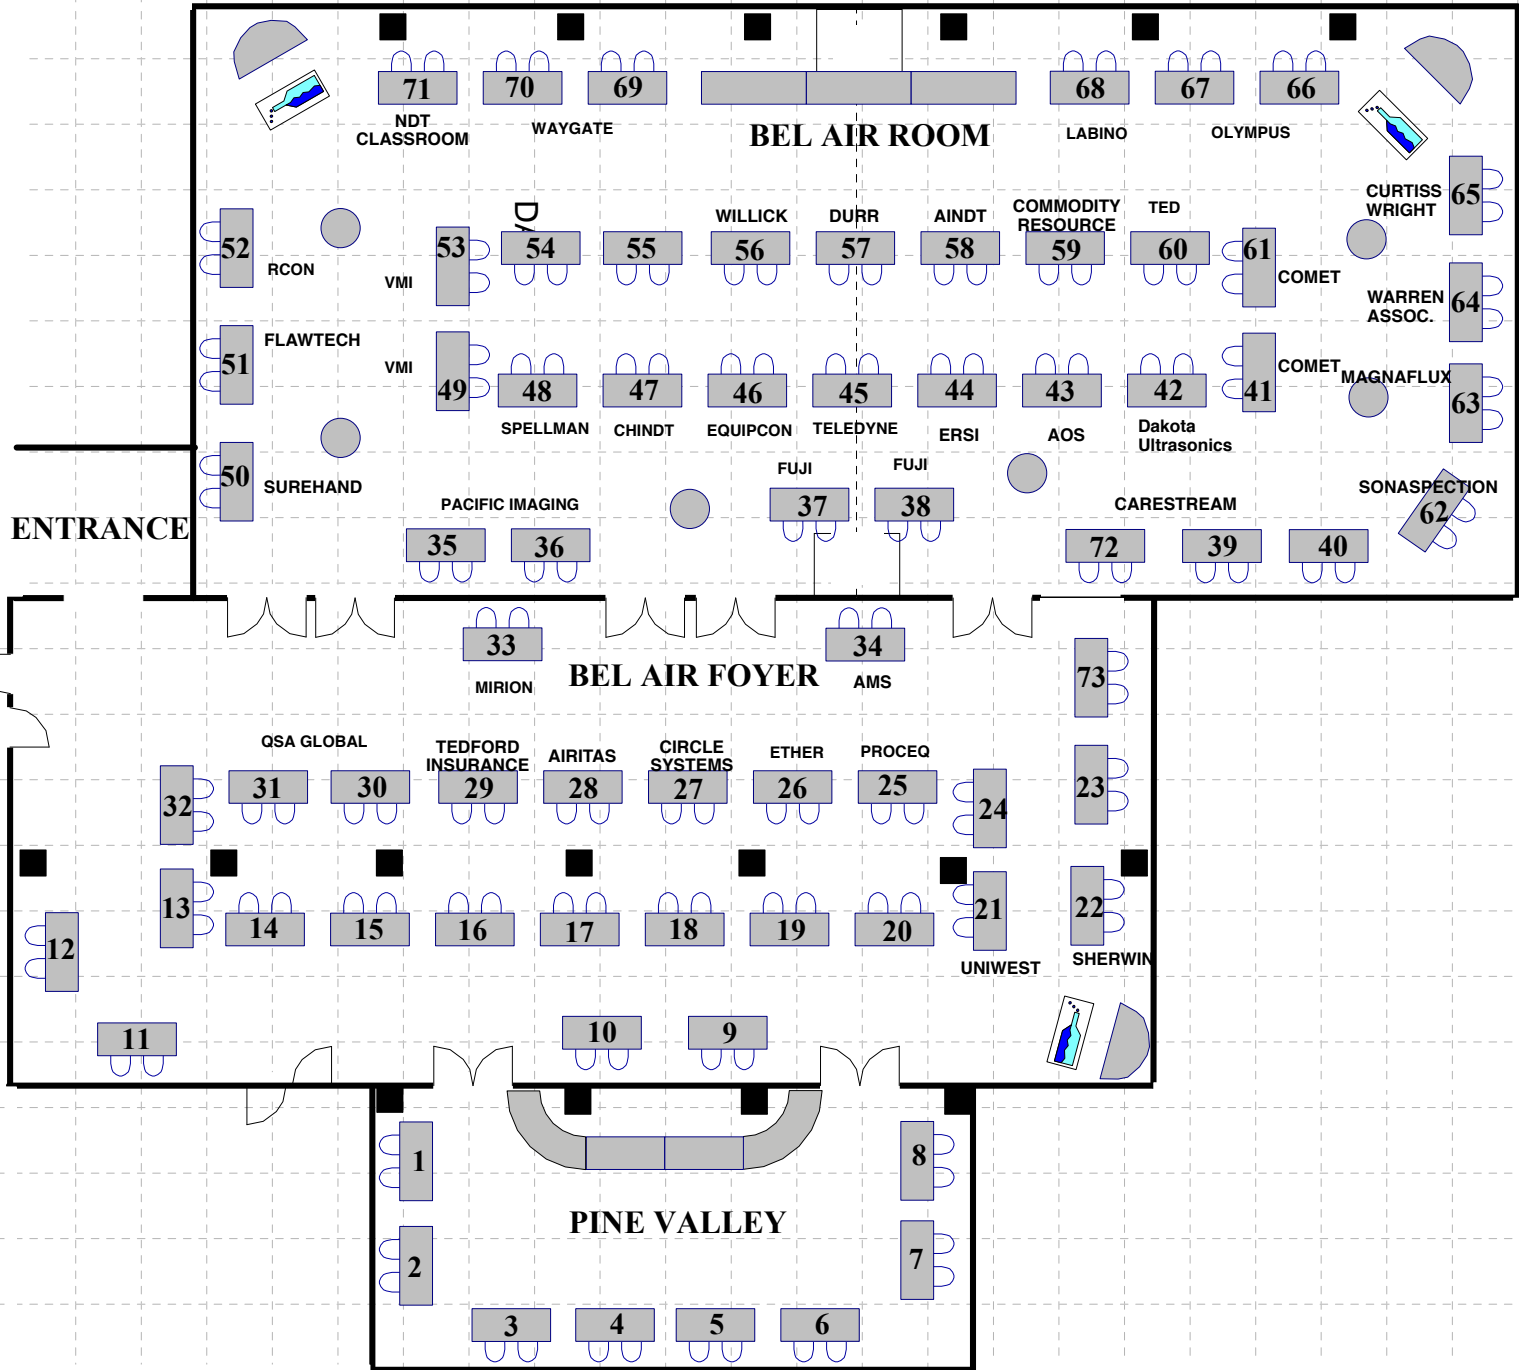 71
70
69
68
67
66
NDT
CLASSROOM
WAYGATE
BEL AIR ROOM
LABINO
OLYMPUS
CURTISS
WRIGHT
65
52
RCON
53
VMI
54
55
WILLICK
56
DURR
57
AINDT
58
COMMODITY
RESOURCE
59
TED
60
61
COMET
WARREN
ASSOC.
64
51
FLAWTECH
VMI
49
48
SPELLMAN
47
CHINDT
46
EQUIPCON
45
TELEDYNE
44
ERSI
43
AOS
42
Dakota
Ultrasonics
41
COMET
MAGNAFLUX
63
50
SUREHAND
ENTRANCE
PACIFIC IMAGING
35
36
FUJI
37
FUJI
38
CARESTREAM
72
39
40
SONASPECTION
62
33
MIRION
BEL AIR FOYER
34
AMS
73
QSA GLOBAL
32
31
30
TEDFORD
INSURANCE
29
AIRITAS
28
CIRCLE
SYSTEMS
27
ETHER
26
PROCEQ
25
24
23
12
13
14
15
16
17
18
19
20
21
UNIWEST
22
SHERWIN
11
10
9
1
8
PINE VALLEY
2
7
3
4
5
6